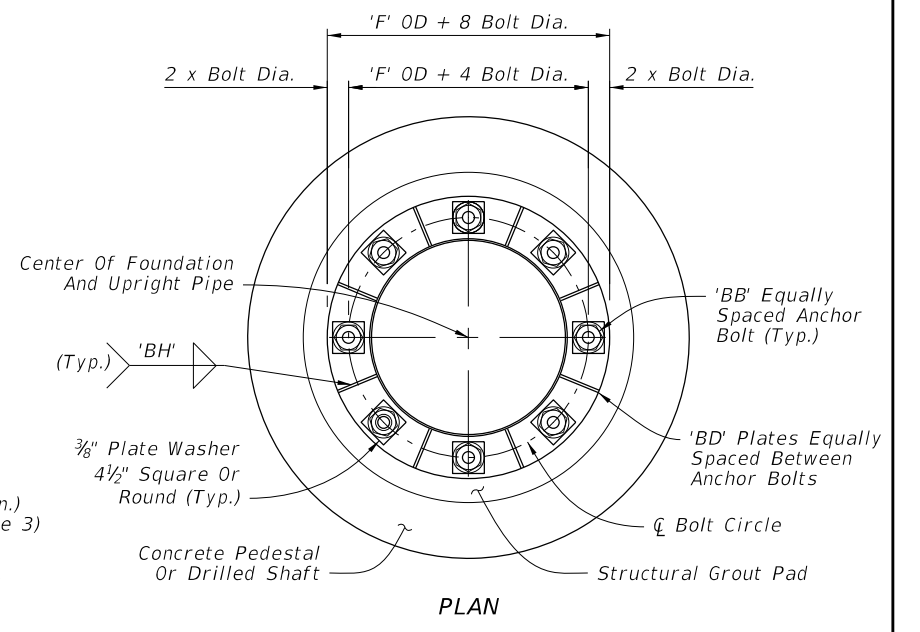 'F' OD + 8 Bolt Dia.
2 x Bolt Dia.
'F' OD + 4 Bolt Dia.
2 x Bolt Dia.
Center Of Foundation
And Upright Pipe
'BB' Equally
Spaced Anchor
Bolt (Typ.)
(Typ.)
'BH'
⅜" Plate Washer
4½" Square Or
Round (Typ.)
'BD' Plates Equally
Spaced Between
Anchor Bolts
n.)
e 3)
℄ Bolt Circle
Concrete Pedestal
Or Drilled Shaft
Structural Grout Pad
PLAN